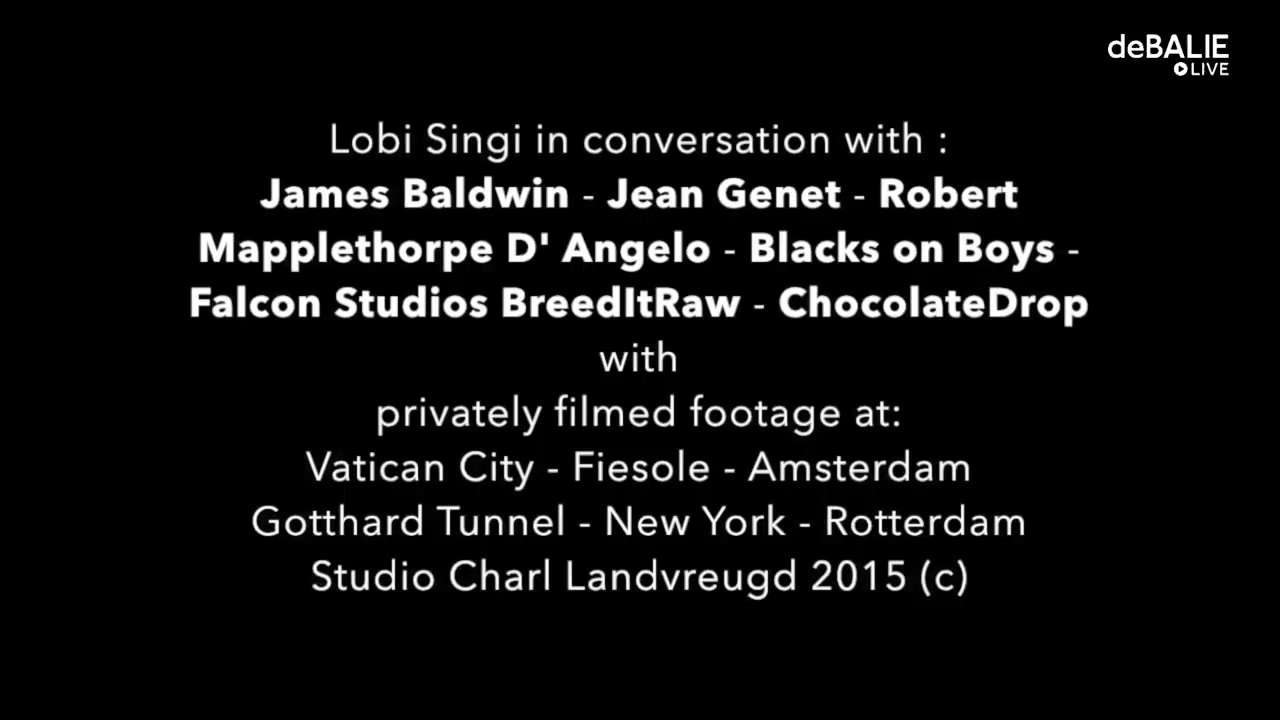 deBALIE
LIVE
Lobi Singi in conversation with :
James Baldwin - Jean Genet - Robert
Mapplethorpe D' Angelo - Blacks on Boys -
Falcon Studios BreedItRaw - ChocolateDrop
with
privately filmed footage at:
Vatican City - Fiesole - Amsterdam
Gotthard Tunnel - New York - Rotterdam
Studio Charl Landvreugd 2015 (c)